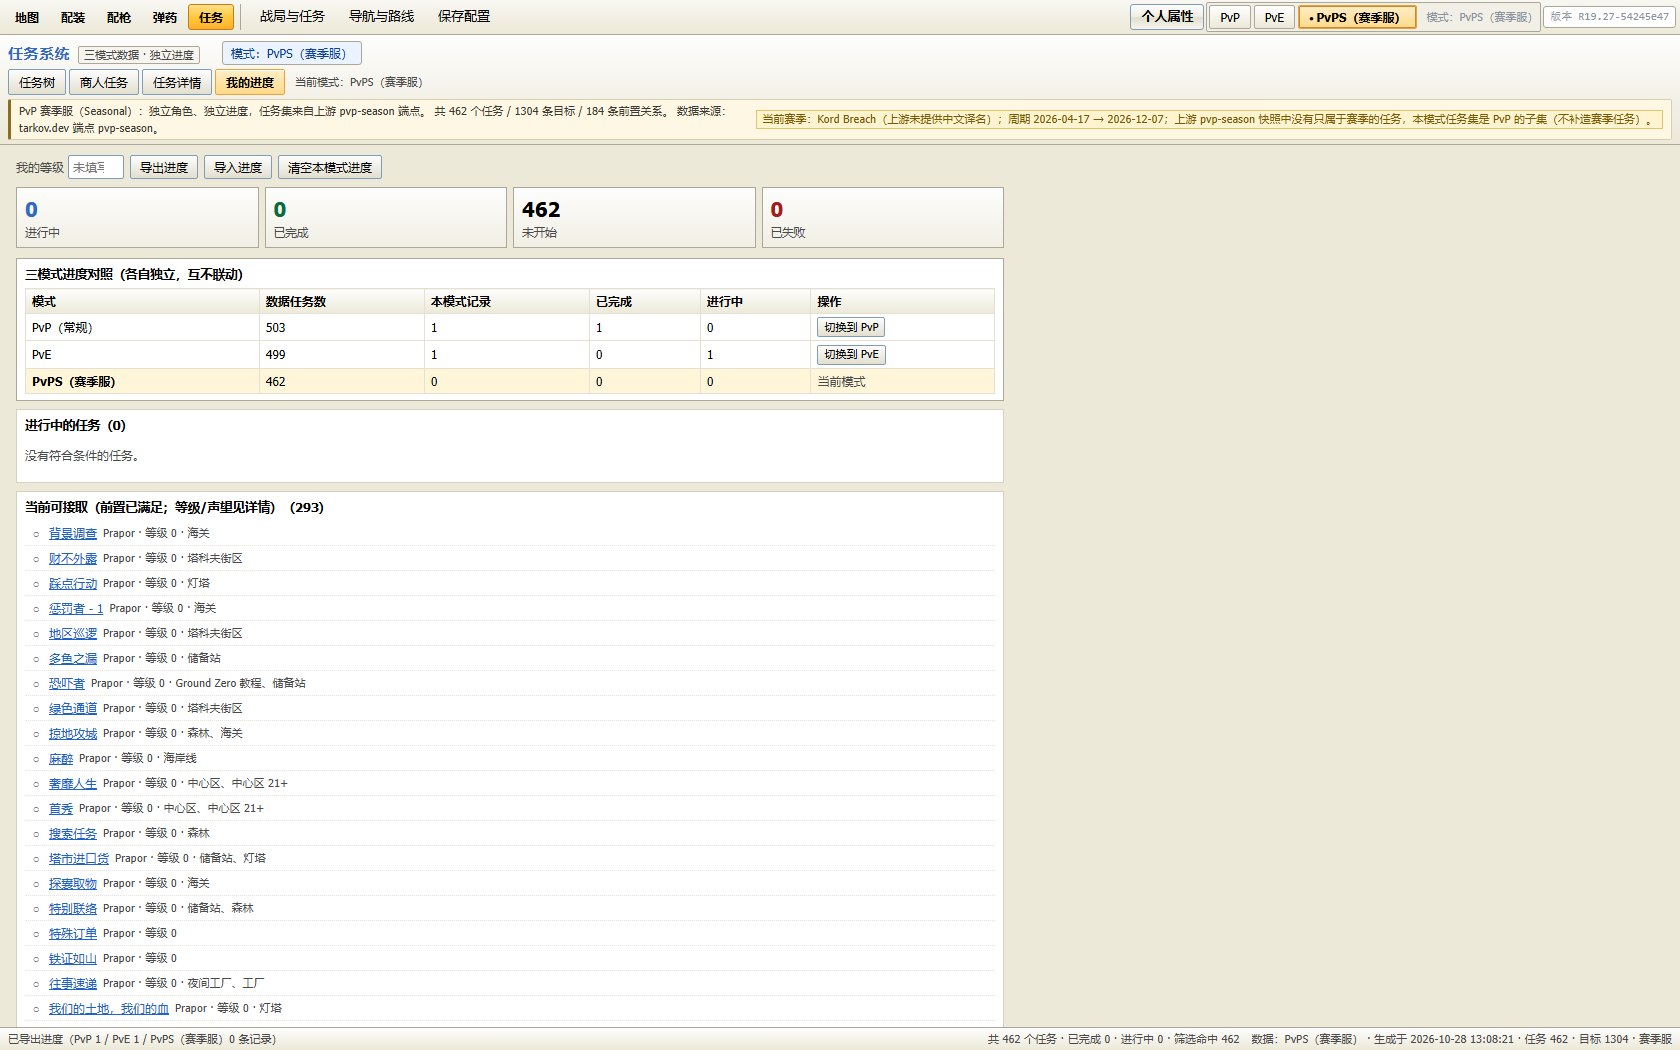 地图 配装 配枪 弹药 任务 战局与任务 导航与路线 保存配置 个人属性 PvP PvE • PvPS（赛季服） 模式：PvPS（赛季服） 版本 R19.27-54245e47
任务系统 三模式数据 · 独立进度 模式：PvPS（赛季服）
任务树 商人任务 任务详情 我的进度 当前模式：PvPS（赛季服）
PvP 赛季服（Seasonal）：独立角色、独立进度，任务集来自上游 pvp-season 端点。 共 462 个任务 / 1304 条目标 / 184 条前置关系。 数据来源：
tarkov.dev 端点 pvp-season。
当前赛季：Kord Breach（上游未提供中文译名）；周期 2026-04-17 → 2026-12-07；上游 pvp-season 快照中没有只属于赛季的任务，本模式任务集是 PvP 的子集（不补造赛季任务）。
我的等级 未填写 导出进度 导入进度 清空本模式进度
0 0 462 0
进行中 已完成 未开始 已失败
三模式进度对照（各自独立，互不联动）
模式 数据任务数 本模式记录 已完成 进行中 操作
PvP（常规） 503 1 1 0 切换到 PvP
PvE 499 1 0 1 切换到 PvE
PvPS（赛季服） 462 0 0 0 当前模式
进行中的任务（0）
没有符合条件的任务。
当前可接取（前置已满足；等级/声望见详情）（293）
○ 背景调查 Prapor · 等级 0 · 海关
○ 财不外露 Prapor · 等级 0 · 塔科夫街区
○ 踩点行动 Prapor · 等级 0 · 灯塔
○ 惩罚者 - 1 Prapor · 等级 0 · 海关
○ 地区巡逻 Prapor · 等级 0 · 塔科夫街区
○ 多鱼之漏 Prapor · 等级 0 · 储备站
○ 恐吓者 Prapor · 等级 0 · Ground Zero 教程、储备站
○ 绿色通道 Prapor · 等级 0 · 塔科夫街区
○ 掠地攻城 Prapor · 等级 0 · 森林、海关
○ 麻醉 Prapor · 等级 0 · 海岸线
○ 奢靡人生 Prapor · 等级 0 · 中心区、中心区 21+
○ 首秀 Prapor · 等级 0 · 中心区、中心区 21+
○ 搜索任务 Prapor · 等级 0 · 森林
○ 塔市进口货 Prapor · 等级 0 · 储备站、灯塔
○ 探囊取物 Prapor · 等级 0 · 海关
○ 特别联络 Prapor · 等级 0 · 储备站、森林
○ 特殊订单 Prapor · 等级 0
○ 铁证如山 Prapor · 等级 0
○ 往事速递 Prapor · 等级 0 · 夜间工厂、工厂
○ 我们的土地，我们的血 Prapor · 等级 0 · 灯塔
已导出进度（PvP 1 / PvE 1 / PvPS（赛季服）0 条记录） 共 462 个任务 · 已完成 0 · 进行中 0 · 筛选命中 462 数据：PvPS（赛季服） · 生成于 2026-10-28 13:08:21 · 任务 462 · 目标 1304 · 赛季服